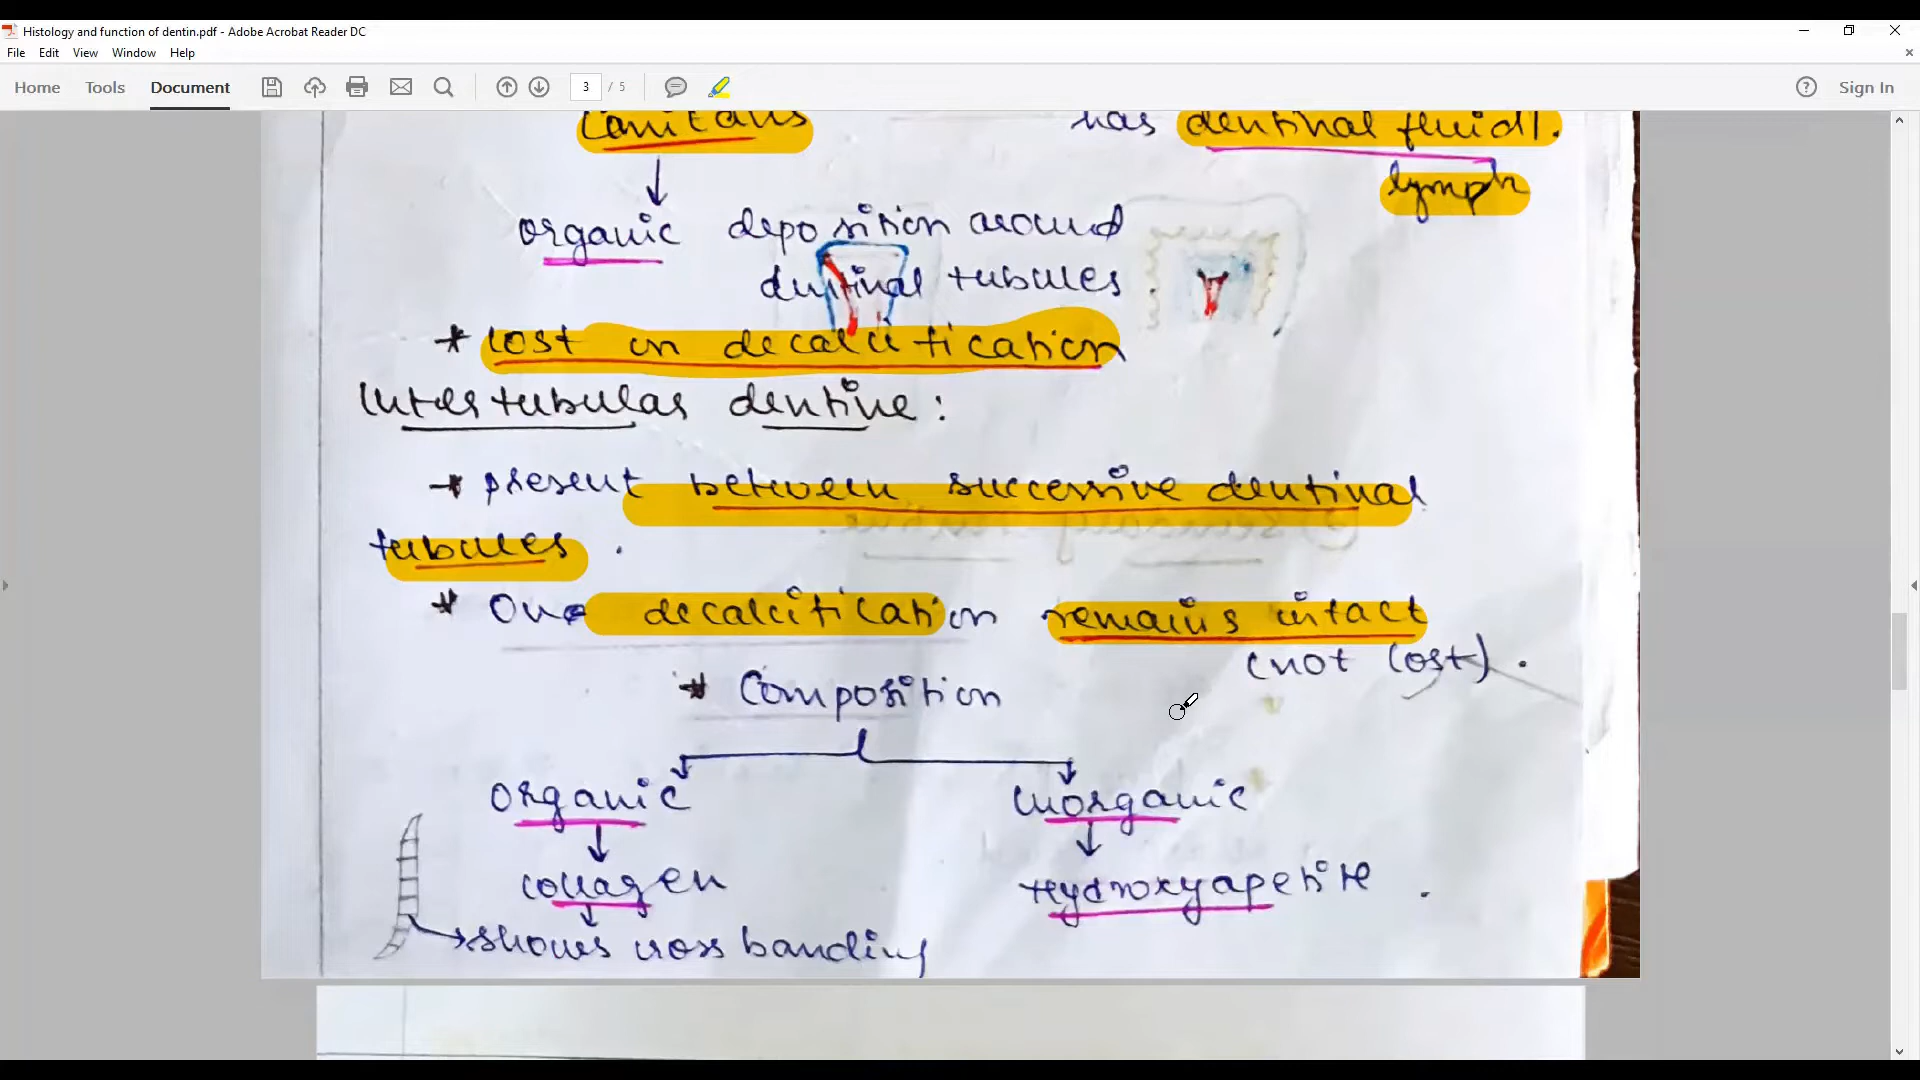 Histology and function of dentin.pdf - Adobe Acrobat Reader DC
File Edit View Window Help
Home Tools Document 3 / 5 Sign In
has dentinal fluid).
lymph
organic deposition around
dentinal tubules.
* Lost on decalcification
Intertubular dentine:
* present between successive dentinal
tubules.
* On decalcification remains intact
(not lost).
* Composition
Organic Inorganic
collagen Hydroxyapetite.
shows cross banding